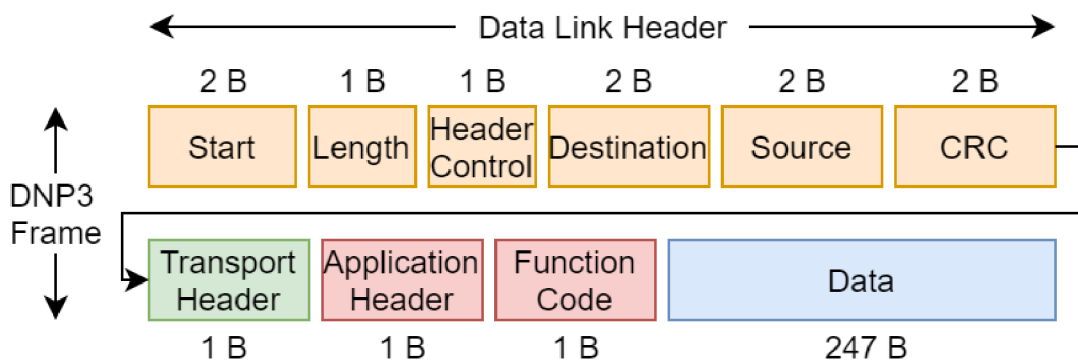 Data Link Header
2 B 1 B 1 B 2 B 2 B 2 B
Start Length Header Control Destination Source CRC
DNP3
Frame
Transport Header Application Header Function Code Data
1 B 1 B 1 B 247 B